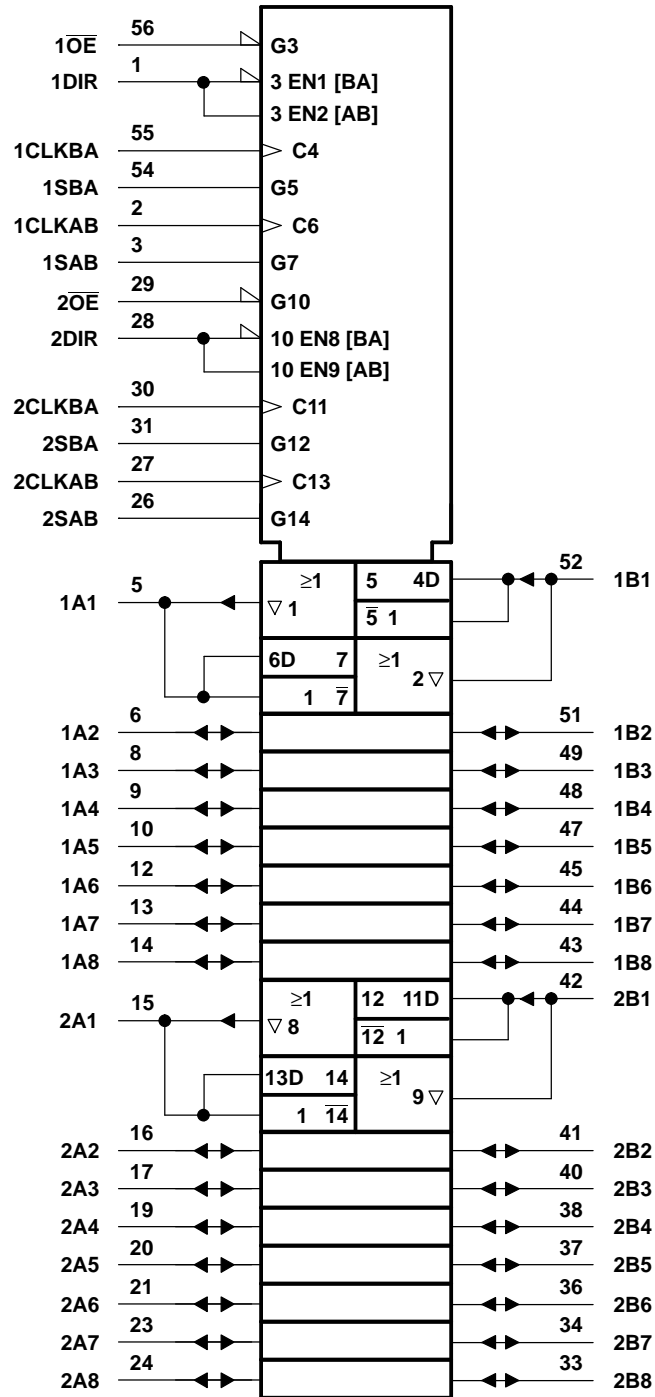 56
1O̅E̅ G3
1
1DIR 3 EN1 [BA]
3 EN2 [AB]
55
1CLKBA C4
54
1SBA G5
2
1CLKAB C6
3
1SAB G7
29
2O̅E̅ G10
28
2DIR 10 EN8 [BA]
10 EN9 [AB]
30
2CLKBA C11
31
2SBA G12
27
2CLKAB C13
26
2SAB G14
5 ≥1 5 4D 52
1A1 ▽ 1 5̅ 1 1B1
6D 7 ≥1
1 7̅ 2 ▽
6 51
1A2 1B2
8 49
1A3 1B3
9 48
1A4 1B4
10 47
1A5 1B5
12 45
1A6 1B6
13 44
1A7 1B7
14 43
1A8 1B8
15 ≥1 12 11D 42
2A1 ▽ 8 1̅2̅ 1 2B1
13D 14 ≥1
1 1̅4̅ 9 ▽
16 41
2A2 2B2
17 40
2A3 2B3
19 38
2A4 2B4
20 37
2A5 2B5
21 36
2A6 2B6
23 34
2A7 2B7
24 33
2A8 2B8